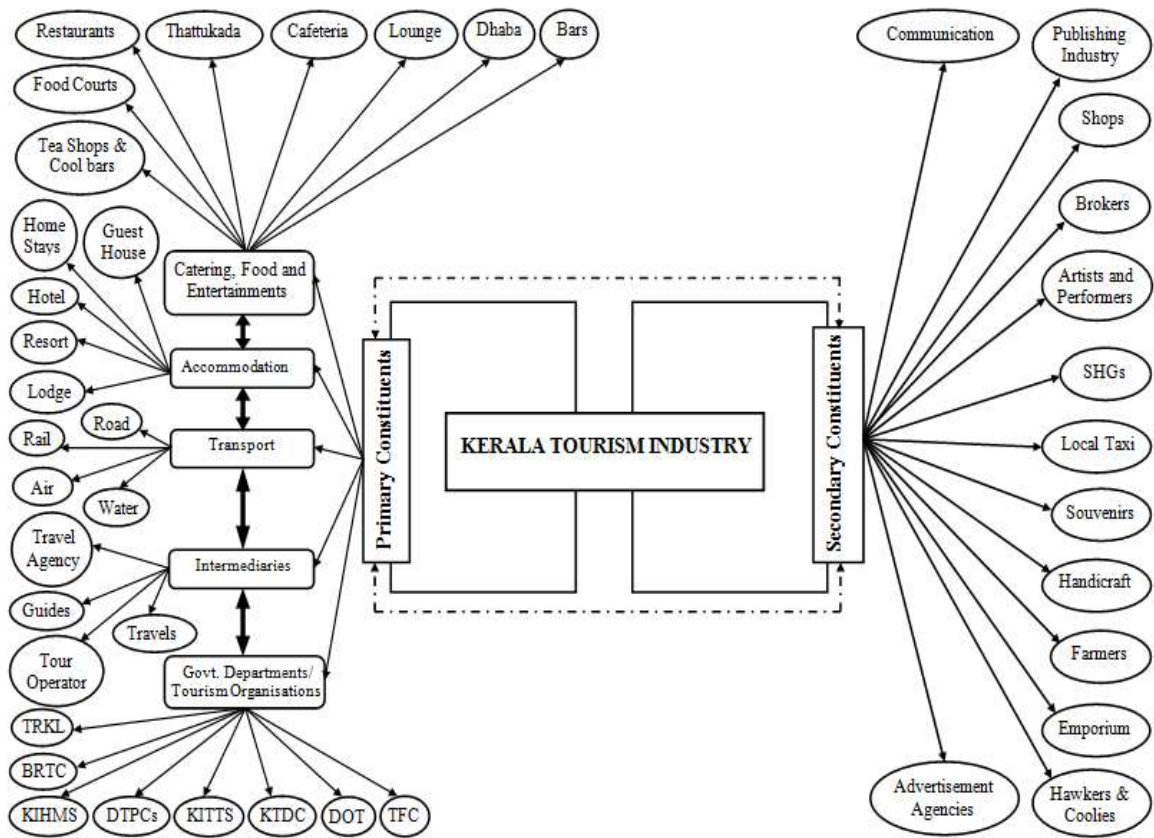 Restaurants
Thattukada
Cafeteria
Lounge
Dhaba
Bars
Food Courts
Tea Shops &
Cool bars
Home
Stays
Guest
House
Hotel
Resort
Lodge
Catering, Food and
Entertainments
Accommodation
Road
Rail
Air
Water
Transport
Travel
Agency
Guides
Tour
Operator
Travels
Intermediaries
Govt. Departments/
Tourism Organisations
TRKL
BRTC
KIHMS
DTPCs
KITTS
KTDC
DOT
TFC
Primary Constituents
KERALA TOURISM INDUSTRY
Secondary Constituents
Communication
Publishing
Industry
Shops
Brokers
Artists and
Performers
SHGs
Local Taxi
Souvenirs
Handicraft
Farmers
Emporium
Hawkers &
Coolies
Advertisement
Agencies